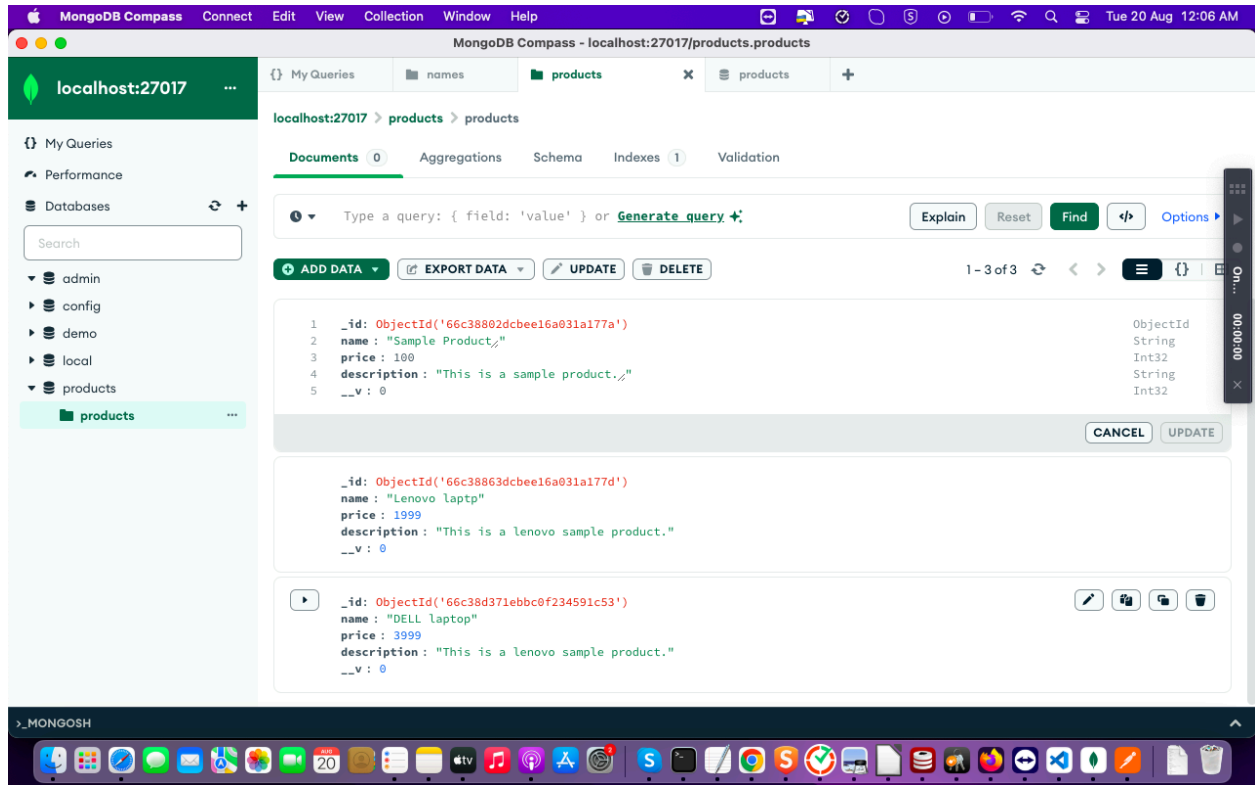 MongoDB Compass Connect Edit View Collection Window Help Tue 20 Aug 12:06 AM
MongoDB Compass - localhost:27017/products.products
localhost:27017 ...
{} My Queries
Performance
Databases
Search
admin
config
demo
local
products
products ...
{} My Queries names products products
localhost:27017 > products > products
Documents 0 Aggregations Schema Indexes 1 Validation
Type a query: { field: 'value' } or Generate query Explain Reset Find </> Options
ADD DATA EXPORT DATA UPDATE DELETE 1 – 3 of 3 {}
1 _id: ObjectId('66c38802dcbee16a031a177a') ObjectId
2 name : "Sample Product" String
3 price : 100 Int32
4 description : "This is a sample product." String
5 __v : 0 Int32
CANCEL UPDATE
_id: ObjectId('66c38863dcbee16a031a177d')
name : "Lenovo laptp"
price : 1999
description : "This is a lenovo sample product."
__v : 0
_id: ObjectId('66c38d371ebbc0f234591c53')
name : "DELL laptop"
price : 3999
description : "This is a lenovo sample product."
__v : 0
On...
00:00:00
>_MONGOSH
AUG
20
tv
2